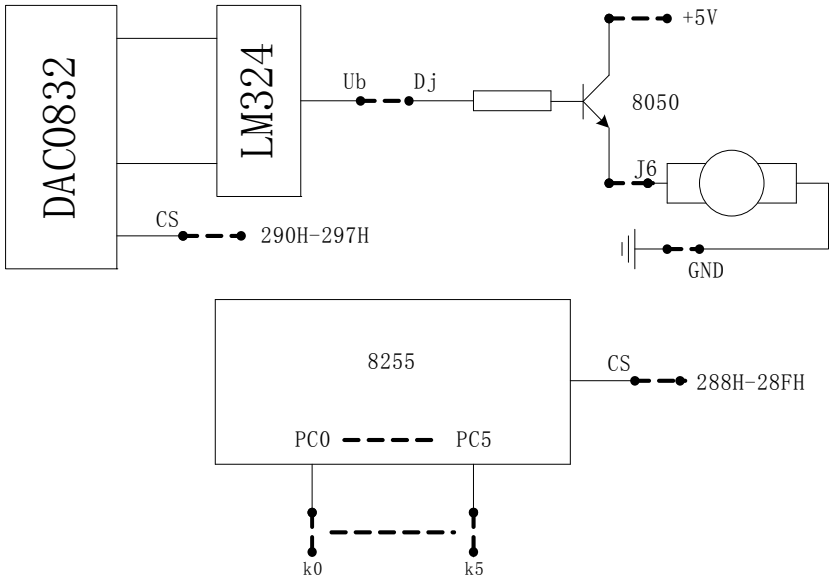 DAC0832
LM324
Ub
Dj
+5V
8050
J6
CS
290H-297H
GND
8255
CS
288H-28FH
PC0
PC5
k0
k5